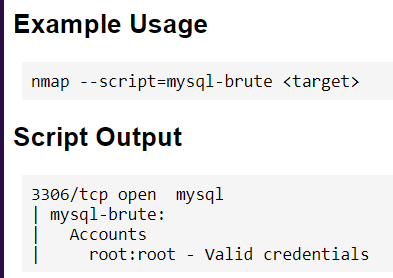 Example Usage
nmap --script=mysql-brute <target>
Script Output
3306/tcp open  mysql
| mysql-brute:
|   Accounts
|     root:root - Valid credentials